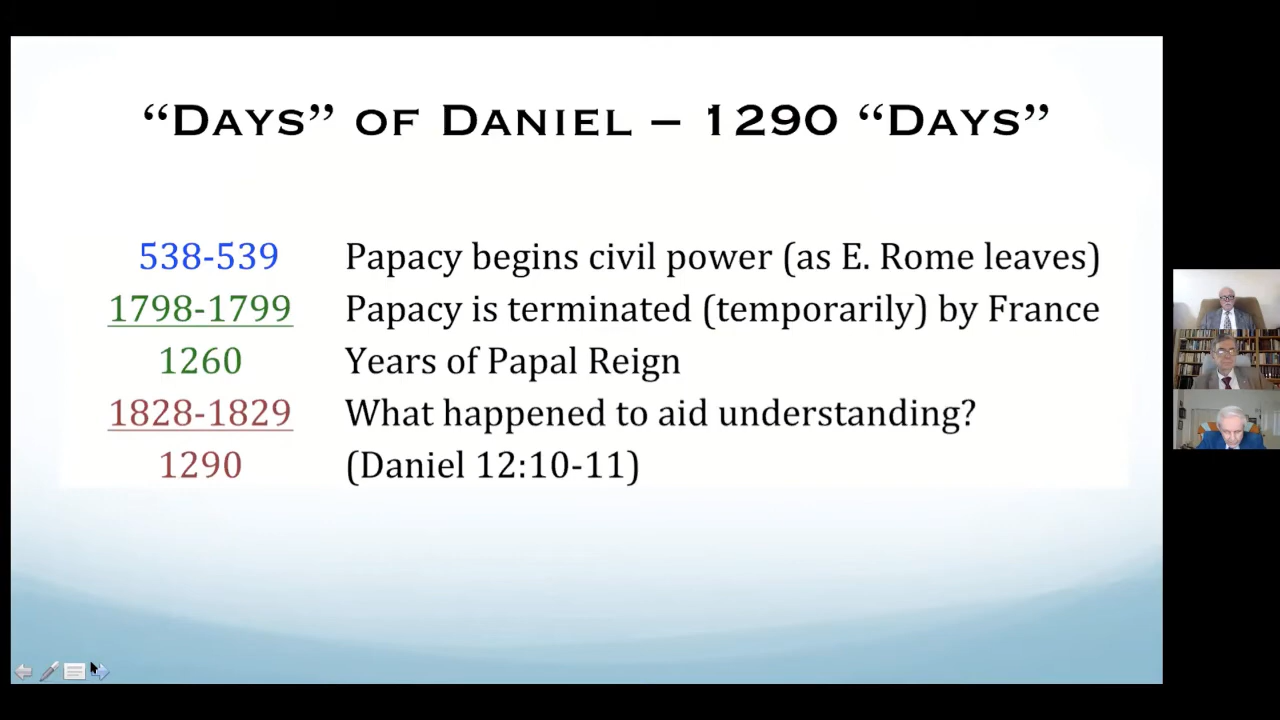 “Days” of Daniel – 1290 “Days”
538-539 Papacy begins civil power (as E. Rome leaves)
1798-1799 Papacy is terminated (temporarily) by France
1260 Years of Papal Reign
1828-1829 What happened to aid understanding?
1290 (Daniel 12:10-11)